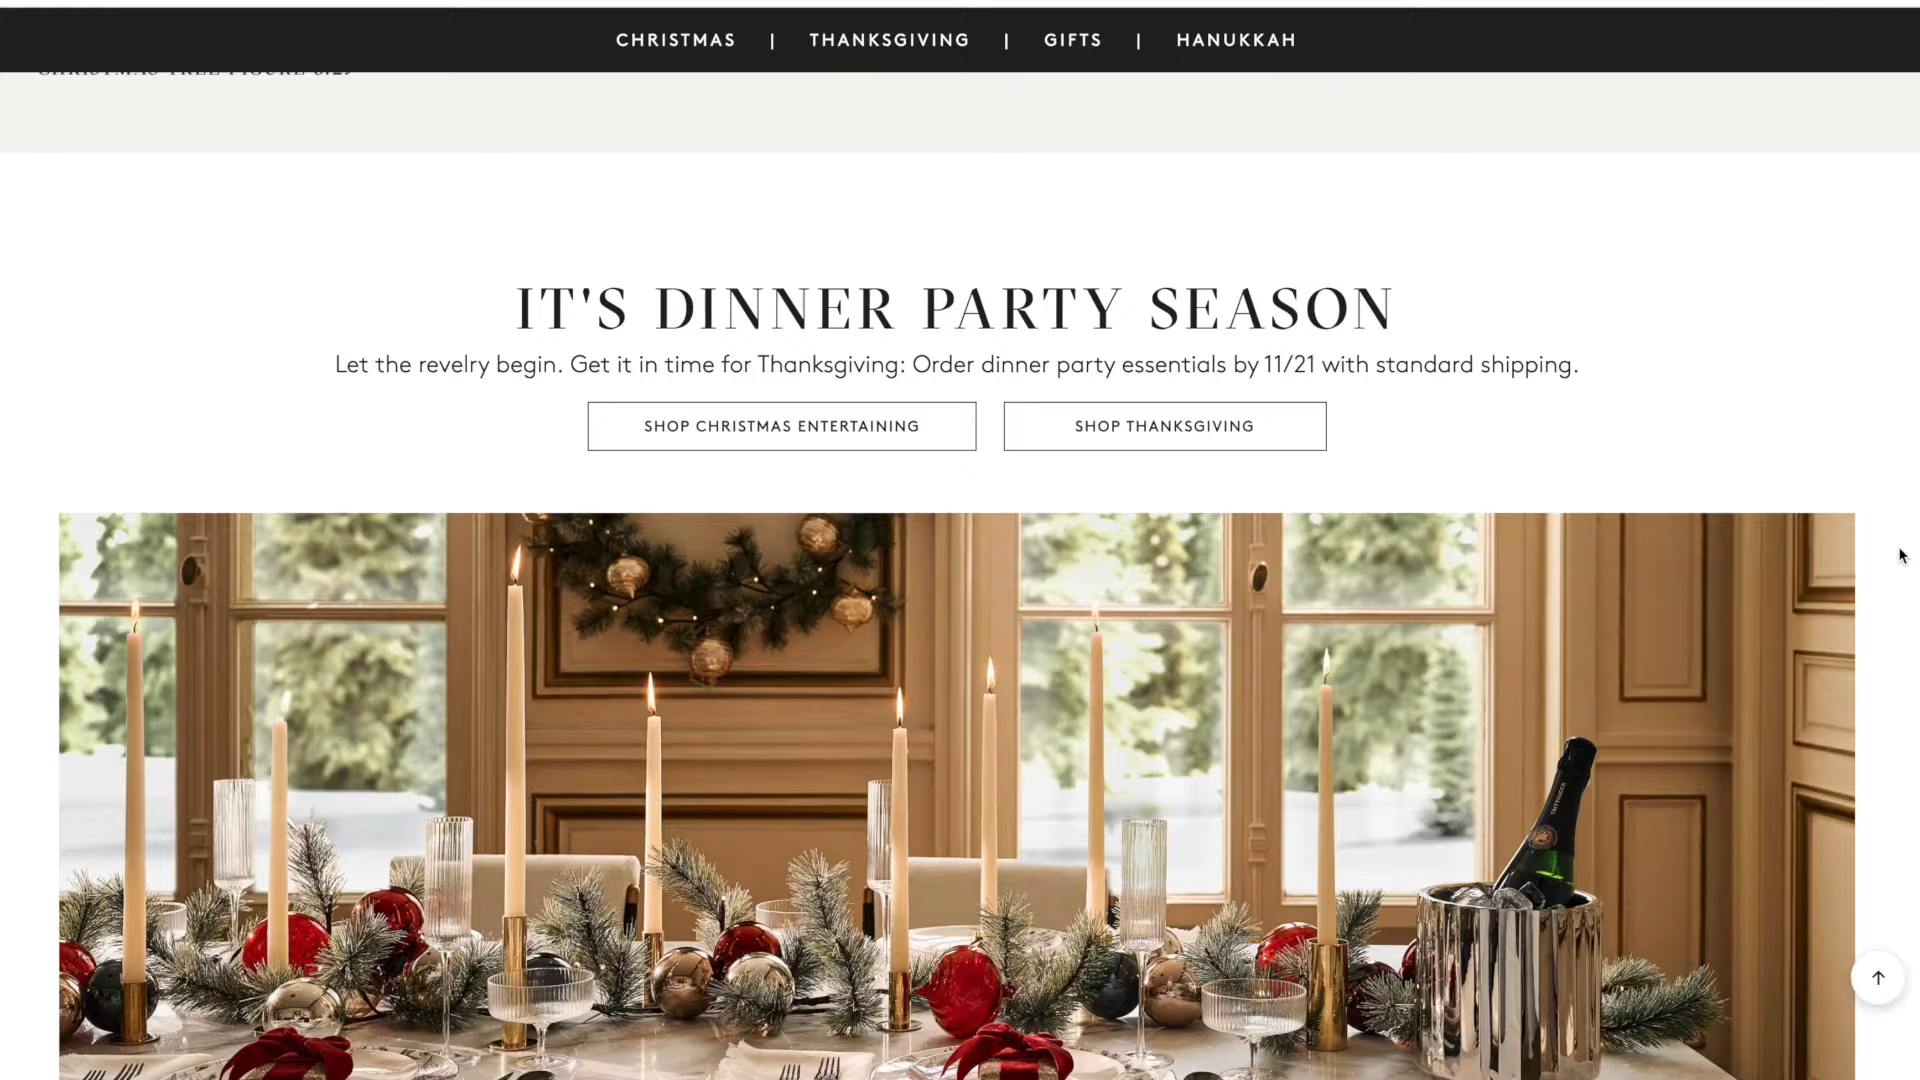 CHRISTMAS | THANKSGIVING | GIFTS | HANUKKAH
IT'S DINNER PARTY SEASON
Let the revelry begin. Get it in time for Thanksgiving: Order dinner party essentials by 11/21 with standard shipping.
SHOP CHRISTMAS ENTERTAINING
SHOP THANKSGIVING